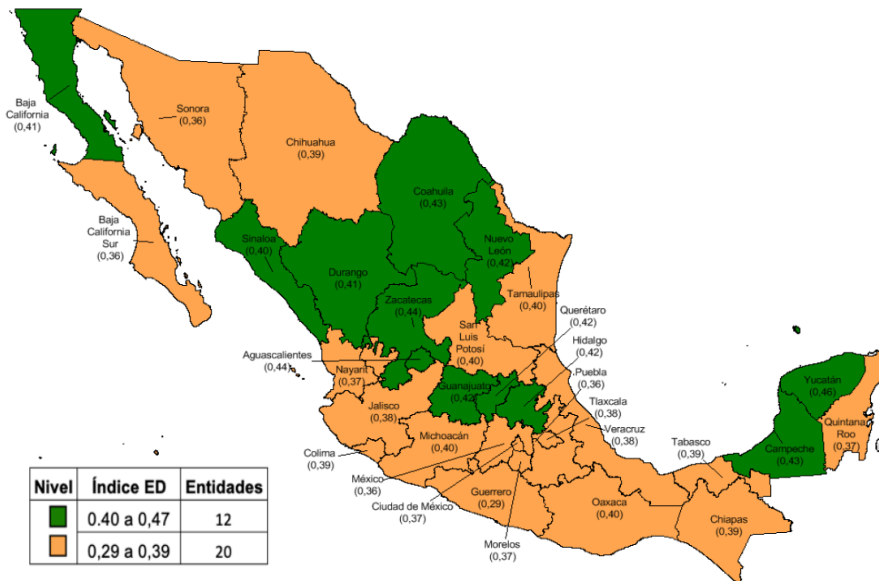 Baja
California
(0,41)
Sonora
(0,36)
Chihuahua
(0,39)
Coahuila
(0,43)
Baja
California
Sur
(0,36)
Sinaloa
(0,40)
Durango
(0,41)
Nuevo
León
(0,42)
Zacatecas
(0,44)
Tamaulipas
(0,40)
San
Luis
Potosí
(0,40)
Querétaro
(0,42)
Hidalgo
(0,42)
Puebla
(0,36)
Tlaxcala
(0,38)
Veracruz
(0,38)
Aguascalientes
(0,44)
Nayarit
(0,37)
Guanajuato
(0,42)
Jalisco
(0,38)
Michoacán
(0,40)
Colima
(0,39)
México
(0,36)
Ciudad de México
(0,37)
Guerrero
(0,29)
Morelos
(0,37)
Oaxaca
(0,40)
Tabasco
(0,39)
Chiapas
(0,39)
Yucatán
(0,46)
Campeche
(0,43)
Quintana
Roo
(0,37)
Nivel Índice ED Entidades
0.40 a 0,47 12
0,29 a 0,39 20